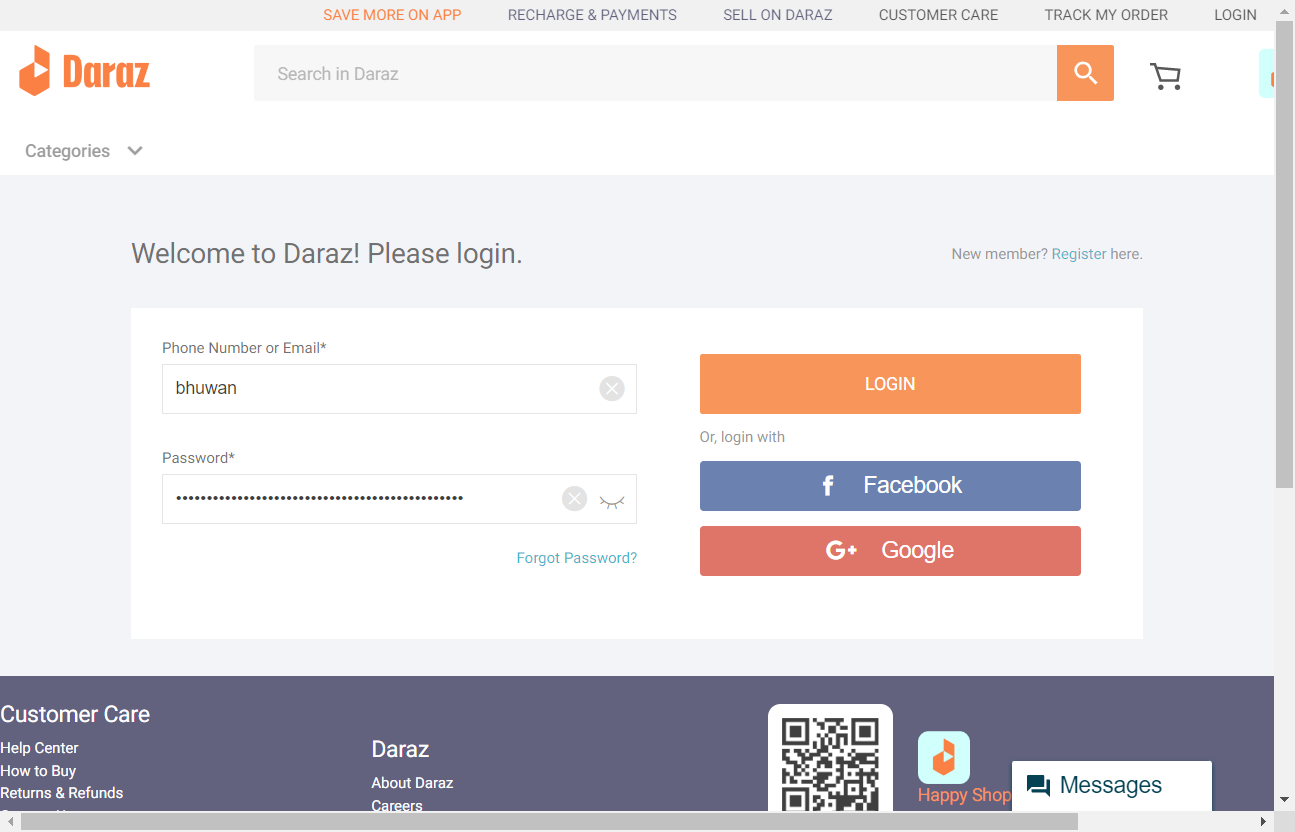 SAVE MORE ON APP RECHARGE & PAYMENTS SELL ON DARAZ CUSTOMER CARE TRACK MY ORDER LOGIN
Daraz
Search in Daraz
Categories
Welcome to Daraz! Please login.
New member? Register here.
Phone Number or Email*
bhuwan
Password*
Forgot Password?
LOGIN
Or, login with
Facebook
G+ Google
Customer Care
Help Center
How to Buy
Returns & Refunds
Daraz
About Daraz
Careers
Happy Shop
Messages